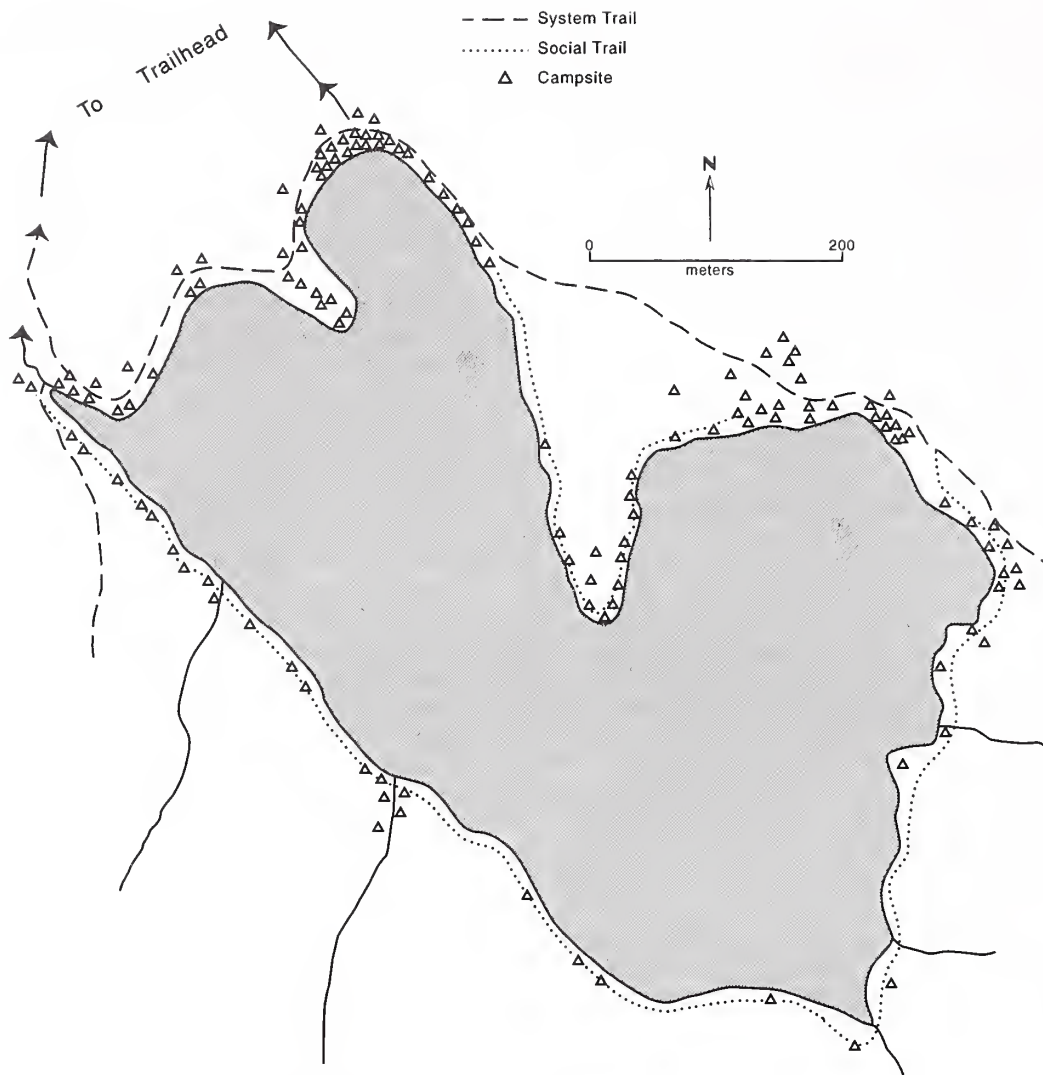 System Trail
Social Trail
Campsite
To Trailhead
N
0 200
meters